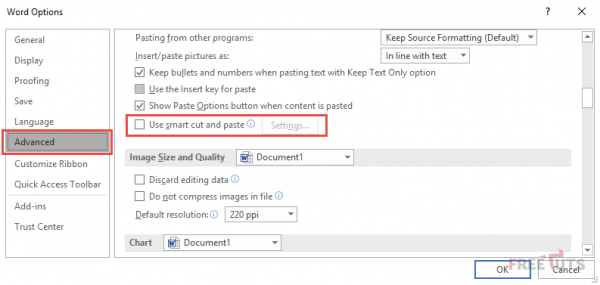 Word Options
General
Display
Proofing
Save
Language
Advanced
Customize Ribbon
Quick Access Toolbar
Add-ins
Trust Center
Pasting from other programs: Keep Source Formatting (Default)
Insert/paste pictures as: In line with text
Keep bullets and numbers when pasting text with Keep Text Only option
Use the Insert key for paste
Show Paste Options button when content is pasted
Use smart cut and paste Settings...
Image Size and Quality Document1
Discard editing data
Do not compress images in file
Default resolution: 220 ppi
Chart Document1
OK Cancel